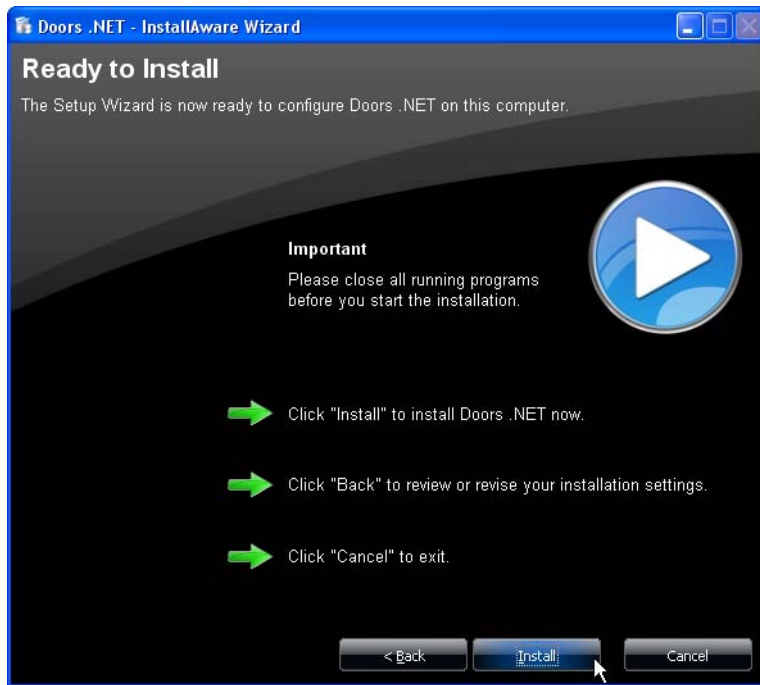 Doors .NET - InstallAware Wizard
Ready to Install
The Setup Wizard is now ready to configure Doors .NET on this computer.
Important
Please close all running programs
before you start the installation.
Click "Install" to install Doors .NET now.
Click "Back" to review or revise your installation settings.
Click "Cancel" to exit.
< Back
Install
Cancel